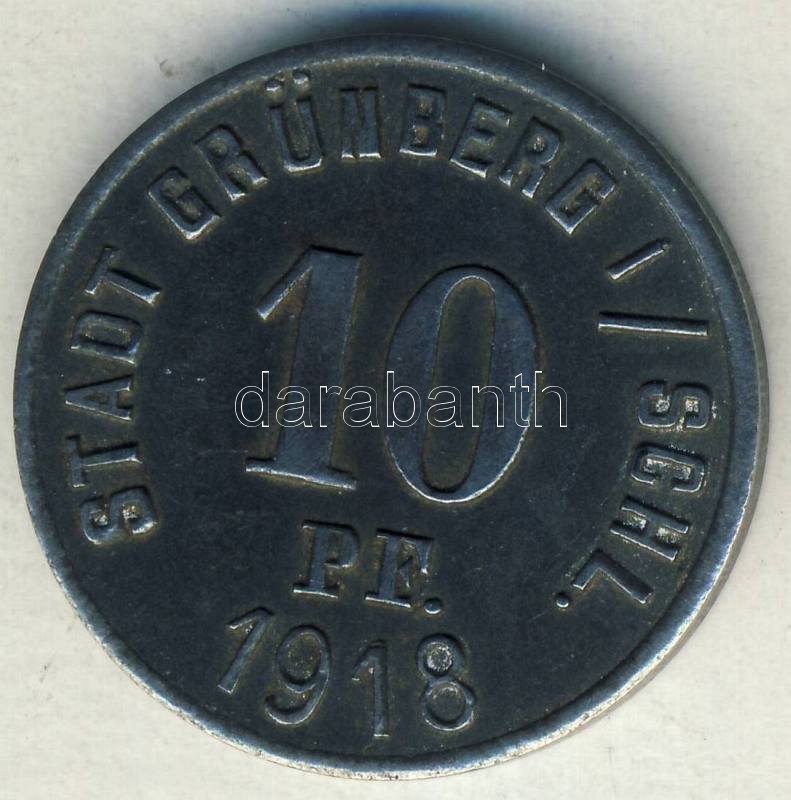 STADT GRÜNBERG I/SCHL.
10
PF.
1918
darabanth